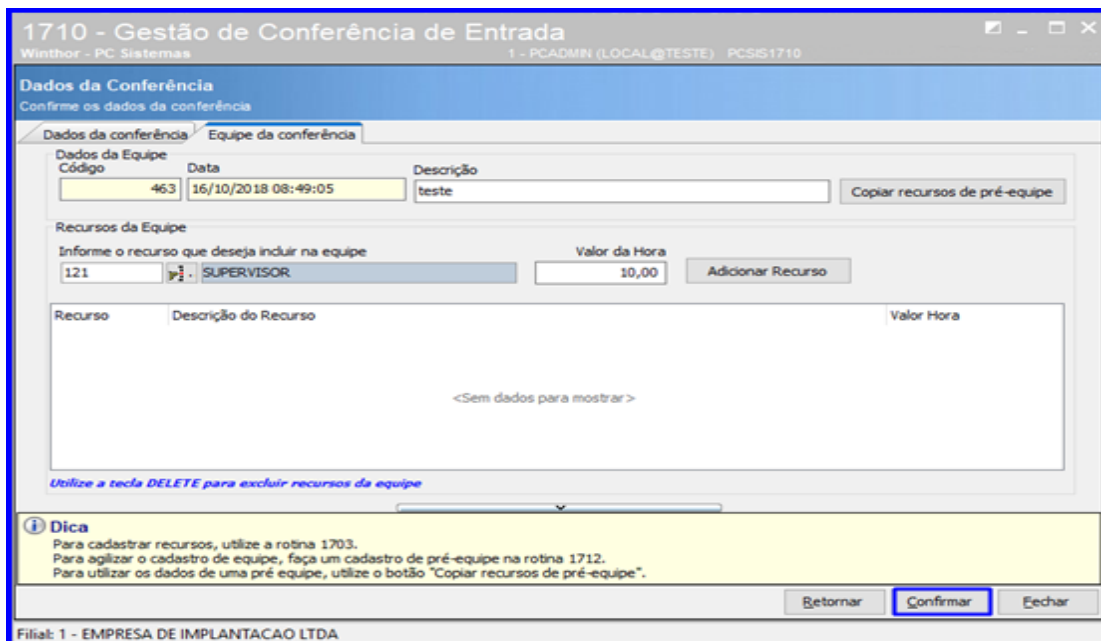 1710 - Gestão de Conferência de Entrada
Winthor - PC Sistemas 1 - PCADMIN (LOCAL@TESTE) PCSIS1710
Dados da Conferência
Confirme os dados da conferência
Dados da conferência Equipe da conferência
Dados da Equipe
Código Data Descrição
463 16/10/2018 08:49:05 teste Copiar recursos de pré-equipe
Recursos da Equipe
Informe o recurso que deseja incluir na equipe Valor da Hora
121 SUPERVISOR 10,00 Adicionar Recurso
Recurso Descrição do Recurso Valor Hora
<Sem dados para mostrar>
Utilize a tecla DELETE para excluir recursos da equipe
Dica
Para cadastrar recursos, utilize a rotina 1703.
Para agilizar o cadastro de equipe, faça um cadastro de pré-equipe na rotina 1712.
Para utilizar os dados de uma pré equipe, utilize o botão "Copiar recursos de pré-equipe".
Retornar Confirmar Fechar
Filial: 1 - EMPRESA DE IMPLANTACAO LTDA